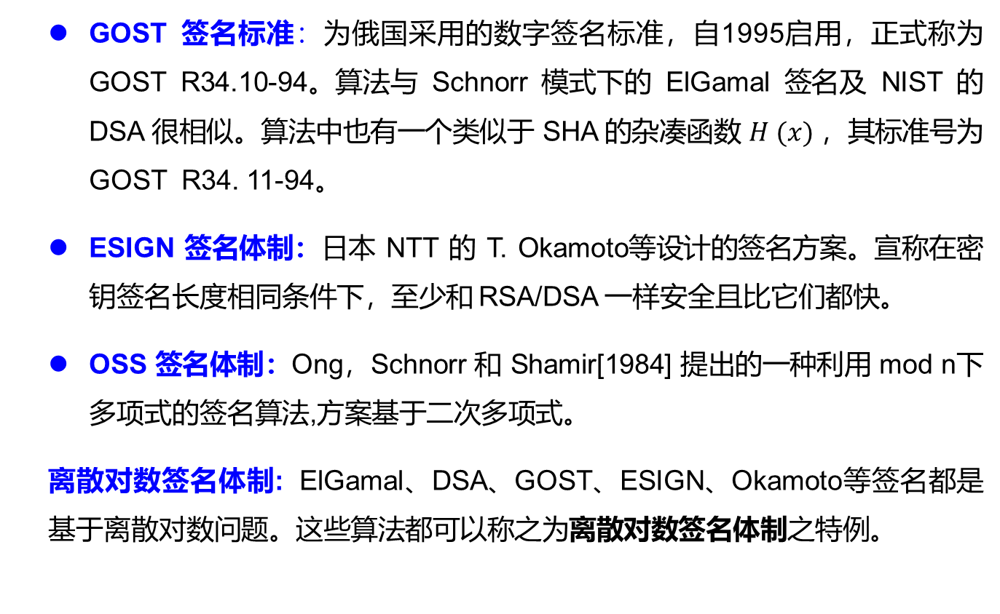 ● GOST 签名标准：为俄国采用的数字签名标准，自1995启用，正式称为
GOST R34.10-94。算法与 Schnorr 模式下的 ElGamal 签名及 NIST 的
DSA 很相似。算法中也有一个类似于 SHA 的杂凑函数 H (x) ，其标准号为
GOST R34. 11-94。
● ESIGN 签名体制：日本 NTT 的 T. Okamoto等设计的签名方案。宣称在密
钥签名长度相同条件下，至少和 RSA/DSA 一样安全且比它们都快。
● OSS 签名体制：Ong，Schnorr 和 Shamir[1984] 提出的一种利用 mod n下
多项式的签名算法,方案基于二次多项式。
离散对数签名体制: ElGamal、DSA、GOST、ESIGN、Okamoto等签名都是
基于离散对数问题。这些算法都可以称之为离散对数签名体制之特例。